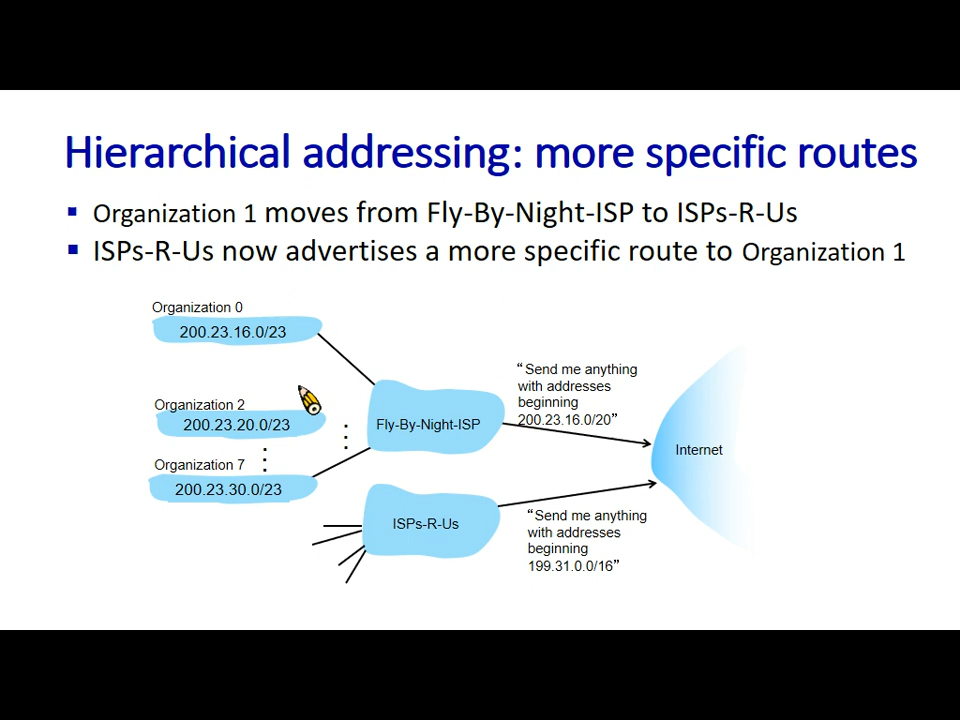 Hierarchical addressing: more specific routes
▪ Organization 1 moves from Fly-By-Night-ISP to ISPs-R-Us
▪ ISPs-R-Us now advertises a more specific route to Organization 1
Organization 0
200.23.16.0/23
Organization 2
200.23.20.0/23
Organization 7
200.23.30.0/23
Fly-By-Night-ISP
“Send me anything
with addresses
beginning
200.23.16.0/20”
Internet
ISPs-R-Us
“Send me anything
with addresses
beginning
199.31.0.0/16”